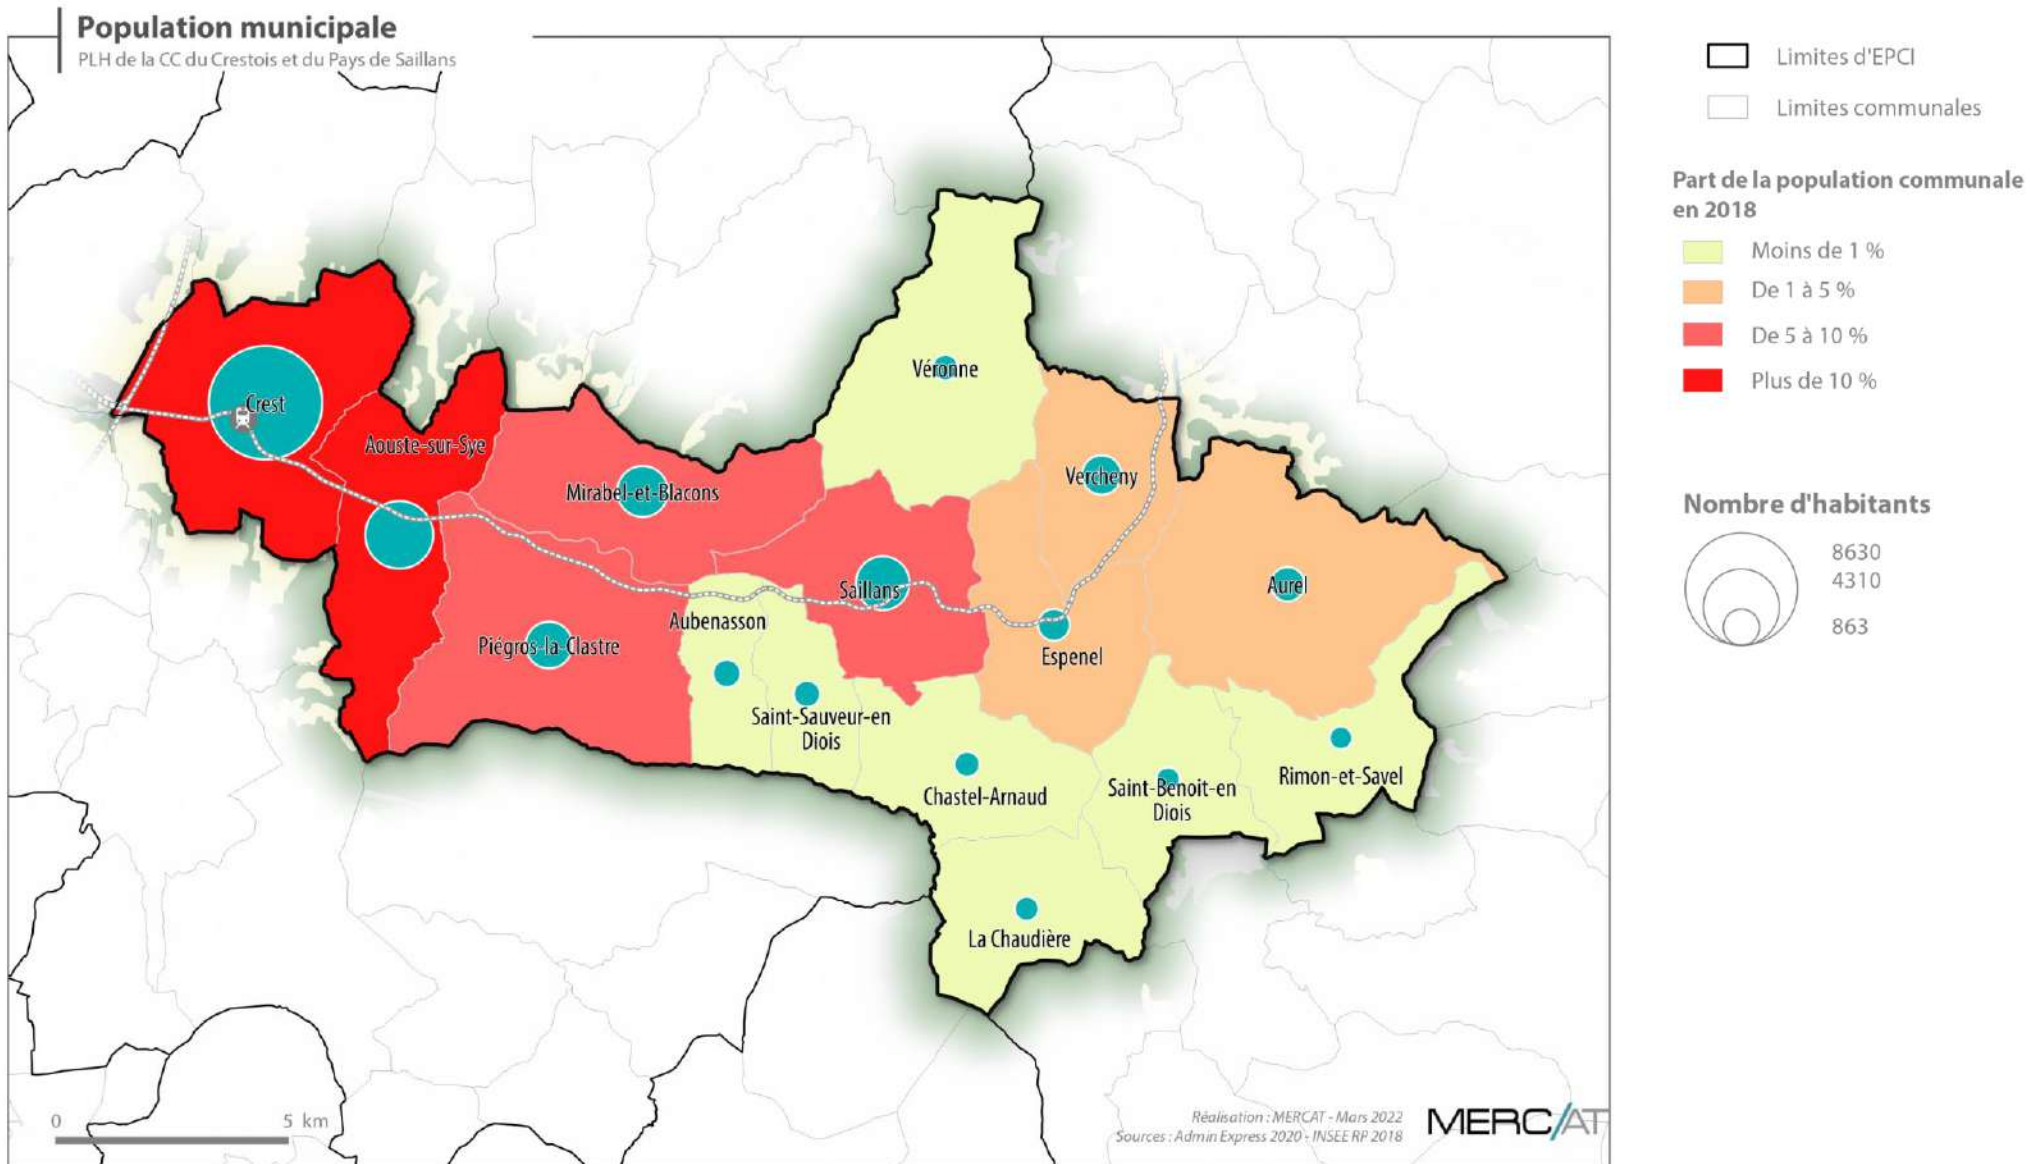 Population municipale
PLH de la CC du Crestois et du Pays de Saillans
Limites d'EPCI
Limites communales
Part de la population communale
en 2018
Moins de 1 %
De 1 à 5 %
De 5 à 10 %
Plus de 10 %
Nombre d'habitants
8630
4310
863
Véronne
Crest
Aouste-sur-Sye
Mirabel-et-Blacons
Vercheny
Saillans
Aurel
Aubenasson
Piégros-la-Clastre
Espenel
Saint-Sauveur-en
Diois
Chastel-Arnaud
Saint-Benoit-en
Diois
Rimon-et-Savel
La Chaudière
0 5 km
Réalisation : MERCAT - Mars 2022
Sources : Admin Express 2020 - INSEE RP 2018
MERC/AT